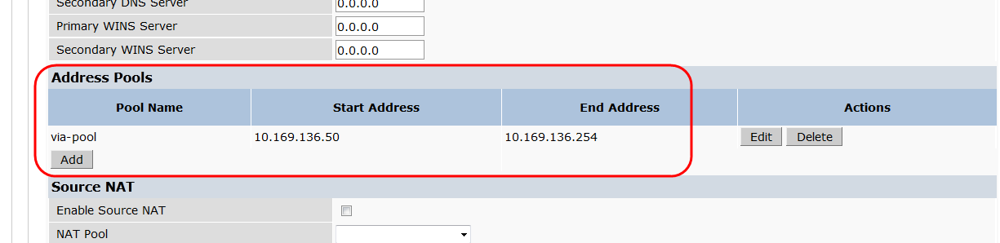 Secondary DNS Server 0.0.0.0
Primary WINS Server 0.0.0.0
Secondary WINS Server 0.0.0.0
Address Pools
Pool Name Start Address End Address Actions
via-pool 10.169.136.50 10.169.136.254 Edit Delete
Add
Source NAT
Enable Source NAT
NAT Pool